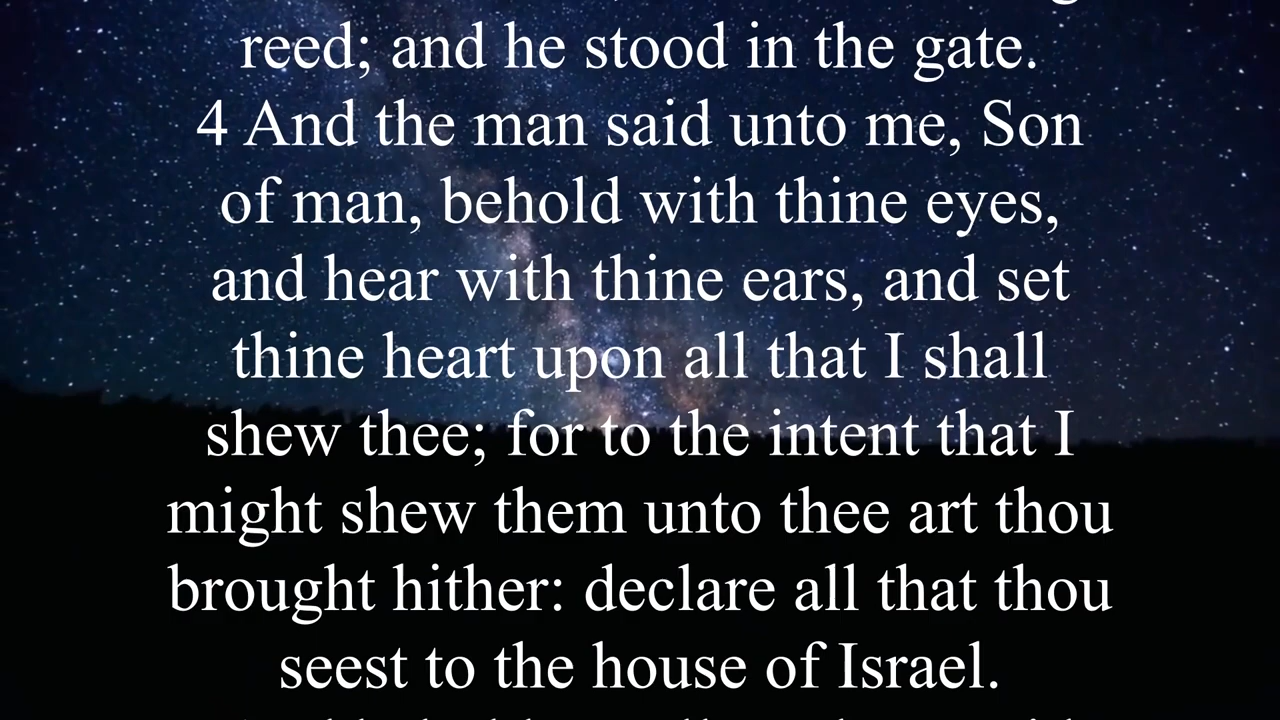 reed; and he stood in the gate.
4 And the man said unto me, Son
of man, behold with thine eyes,
and hear with thine ears, and set
thine heart upon all that I shall
shew thee; for to the intent that I
might shew them unto thee art thou
brought hither: declare all that thou
seest to the house of Israel.